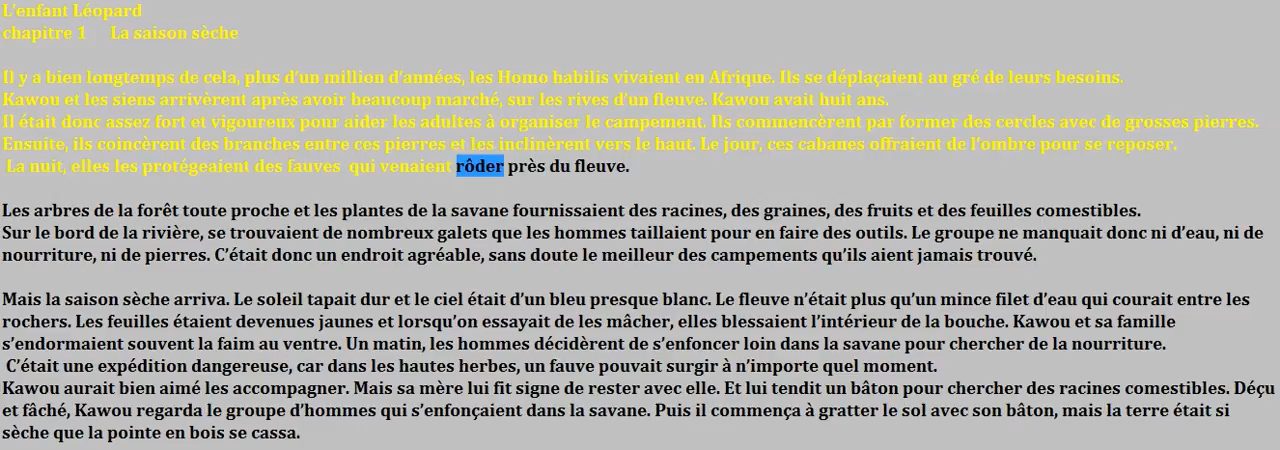 L'enfant Léopard
chapitre 1 La saison sèche
Il y a bien longtemps de cela, plus d'un million d'années, les Homo habilis vivaient en Afrique. Ils se déplaçaient au gré de leurs besoins.
Kawou et les siens arrivèrent après avoir beaucoup marché, sur les rives d'un fleuve. Kawou avait huit ans.
Il était donc assez fort et vigoureux pour aider les adultes à organiser le campement. Ils commencèrent par former des cercles avec de grosses pierres.
Ensuite, ils coincèrent des branches entre ces pierres et les inclinèrent vers le haut. Le jour, ces cabanes offraient de l'ombre pour se reposer.
La nuit, elles les protégeaient des fauves qui venaient rôder près du fleuve.
Les arbres de la forêt toute proche et les plantes de la savane fournissaient des racines, des graines, des fruits et des feuilles comestibles.
Sur le bord de la rivière, se trouvaient de nombreux galets que les hommes taillaient pour en faire des outils. Le groupe ne manquait donc ni d'eau, ni de
nourriture, ni de pierres. C'était donc un endroit agréable, sans doute le meilleur des campements qu'ils aient jamais trouvé.
Mais la saison sèche arriva. Le soleil tapait dur et le ciel était d'un bleu presque blanc. Le fleuve n'était plus qu'un mince filet d'eau qui courait entre les
rochers. Les feuilles étaient devenues jaunes et lorsqu'on essayait de les mâcher, elles blessaient l'intérieur de la bouche. Kawou et sa famille
s'endormaient souvent la faim au ventre. Un matin, les hommes décidèrent de s'enfoncer loin dans la savane pour chercher de la nourriture.
C'était une expédition dangereuse, car dans les hautes herbes, un fauve pouvait surgir à n'importe quel moment.
Kawou aurait bien aimé les accompagner. Mais sa mère lui fit signe de rester avec elle. Et lui tendit un bâton pour chercher des racines comestibles. Déçu
et fâché, Kawou regarda le groupe d'hommes qui s'enfonçaient dans la savane. Puis il commença à gratter le sol avec son bâton, mais la terre était si
sèche que la pointe en bois se cassa.